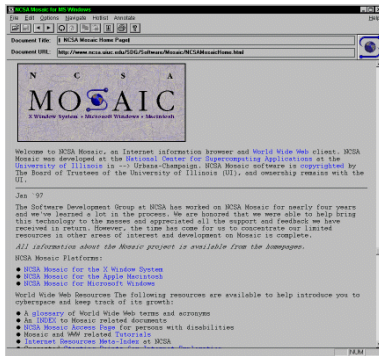 NCSA Mosaic for MS Windows
File Edit Options Navigate Hotlist Annotate Help
Document Title: NCSA Mosaic Home Page
Document URL: http://www.ncsa.uiuc.edu/SDG/Software/Mosaic/NCSAMosaicHome.html
N C S A
MOSAIC
X Window System • Microsoft Windows • Macintosh
Welcome to NCSA Mosaic, an Internet information browser and World Wide Web client. NCSA
Mosaic was developed at the National Center for Supercomputing Applications at the
University of Illinois in --> Urbana-Champaign. NCSA Mosaic software is copyrighted by
The Board of Trustees of the University of Illinois (UI), and ownership remains with the
UI.
Jan '97
The Software Development Group at NCSA has worked on NCSA Mosaic for nearly four years
and we've learned a lot in the process. We are honored that we were able to help bring
this technology to the masses and appreciated all the support and feedback we have
received in return. However, the time has come for us to concentrate our limited
resources in other areas of interest and development on Mosaic is complete.
All information about the Mosaic project is available from the homepages.
NCSA Mosaic Platforms:
● NCSA Mosaic for the X Window System
● NCSA Mosaic for the Apple Macintosh
● NCSA Mosaic for Microsoft Windows
World Wide Web Resources The following resources are available to help introduce you to
cyberspace and keep track of its growth:
● A glossary of World Wide Web terms and acronyms
● An INDEX to Mosaic related documents
● NCSA Mosaic Access Page for persons with disabilities
● Mosaic and WWW related Tutorials
● Internet Resources Meta-Index at NCSA
NUM